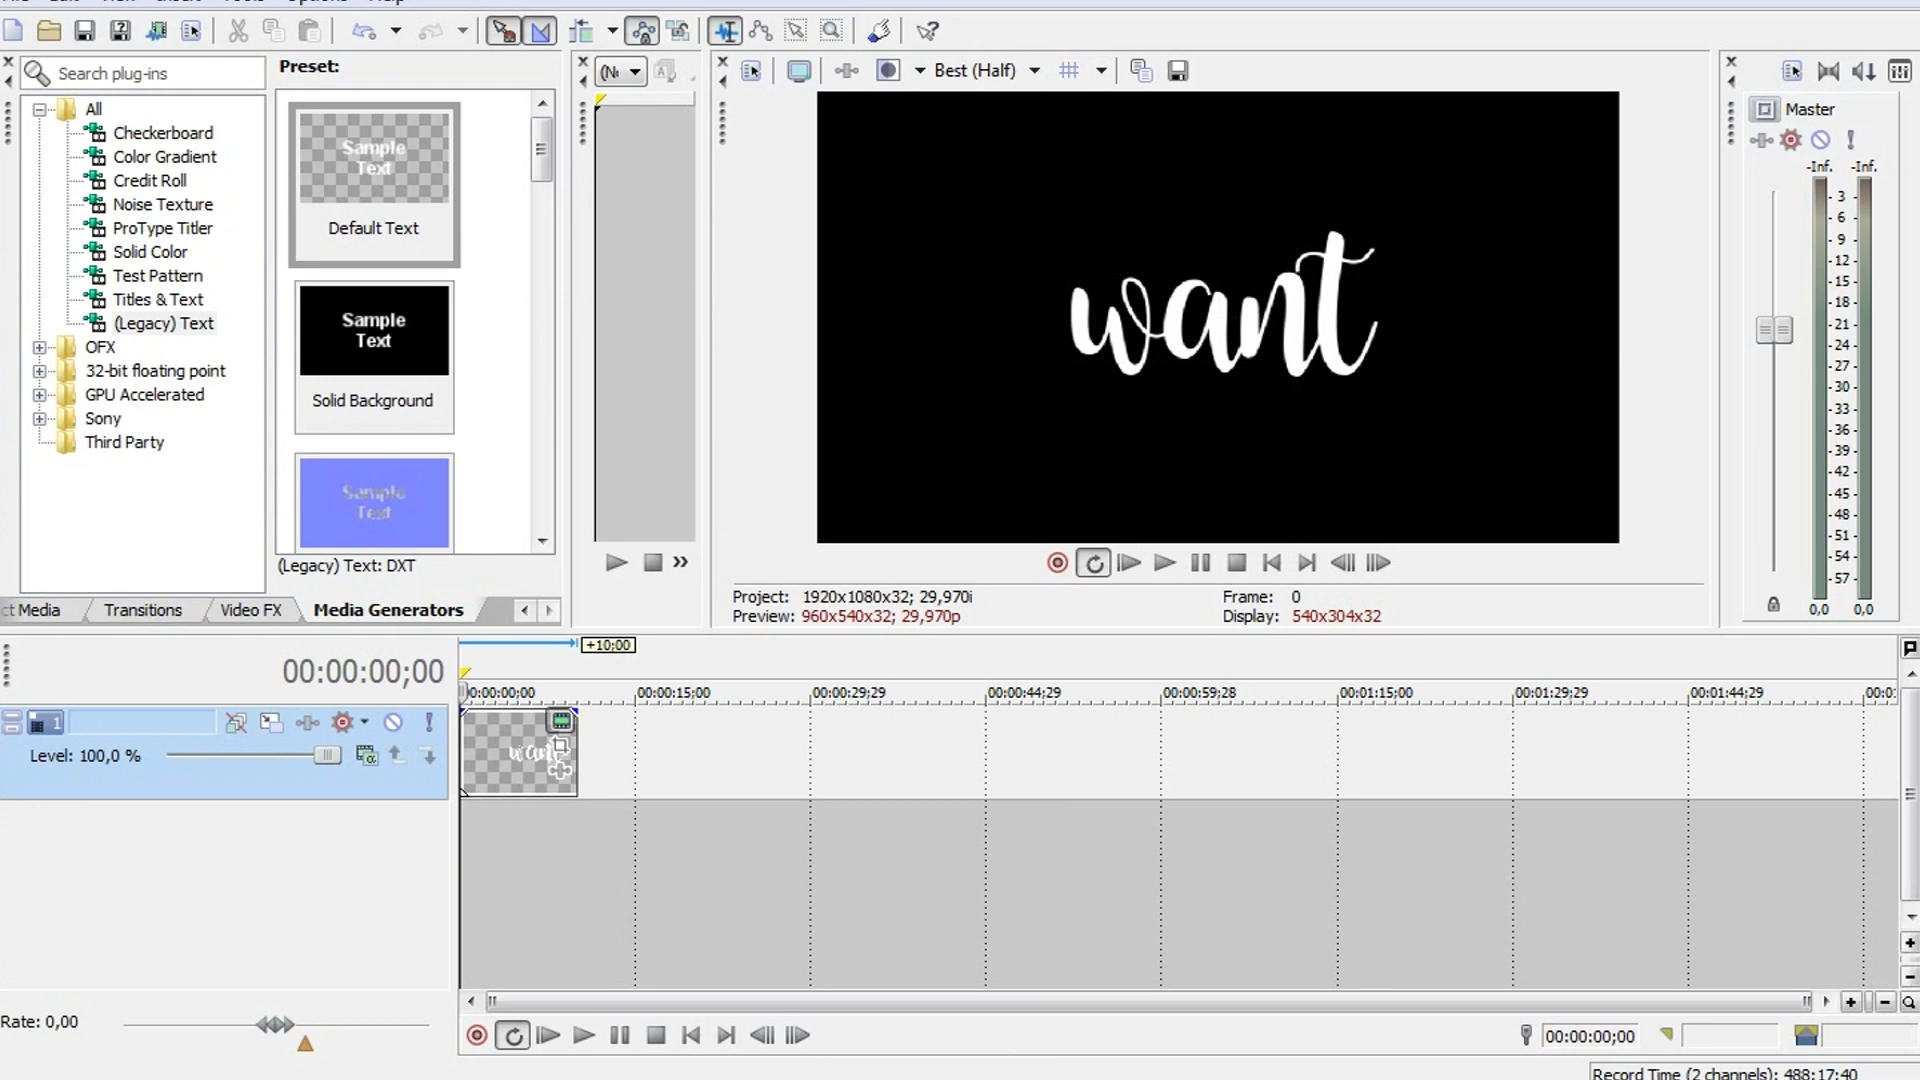 Search plug-ins
Preset:
All
Checkerboard
Color Gradient
Credit Roll
Noise Texture
ProType Titler
Solid Color
Test Pattern
Titles & Text
(Legacy) Text
OFX
32-bit floating point
GPU Accelerated
Sony
Third Party
Sample
Text
Default Text
Sample
Text
Solid Background
Sample
Text
(Legacy) Text: DXT
ct Media
Transitions
Video FX
Media Generators
Best (Half)
want
Project: 1920x1080x32; 29,970i
Preview: 960x540x32; 29,970p
Frame: 0
Display: 540x304x32
Master
-Inf. -Inf.
3
6
9
12
15
18
21
24
27
30
33
36
39
42
45
48
51
54
57
0,0 0,0
00:00:00;00
+10;00
0:00:00;00 00:00:15;00 00:00:29;29 00:00:44;29 00:00:59;28 00:01:15;00 00:01:29;29 00:01:44;29 00:0
1
Level: 100,0 %
want
Rate: 0,00
00:00:00;00
Record Time (2 channels): 488:17:40